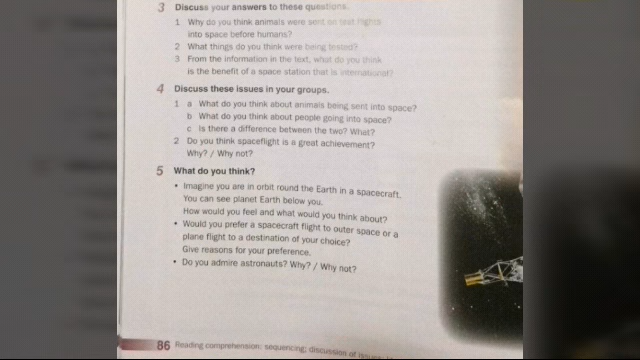 3 Discuss your answers to these questions.
1 Why do you think animals were sent on test flights
into space before humans?
2 What things do you think were being tested?
3 From the information in the text, what do you think
is the benefit of a space station that is international?
4 Discuss these issues in your groups.
1 a What do you think about animals being sent into space?
b What do you think about people going into space?
c Is there a difference between the two? What?
2 Do you think spaceflight is a great achievement?
Why? / Why not?
5 What do you think?
• Imagine you are in orbit round the Earth in a spacecraft.
You can see planet Earth below you.
How would you feel and what would you think about?
• Would you prefer a spacecraft flight to outer space or a
plane flight to a destination of your choice?
Give reasons for your preference.
• Do you admire astronauts? Why? / Why not?
86 Reading comprehension: sequencing; discussion of issues;